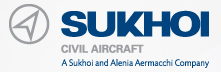 SUKHOI
CIVIL AIRCRAFT
A Sukhoi and Alenia Aermacchi Company